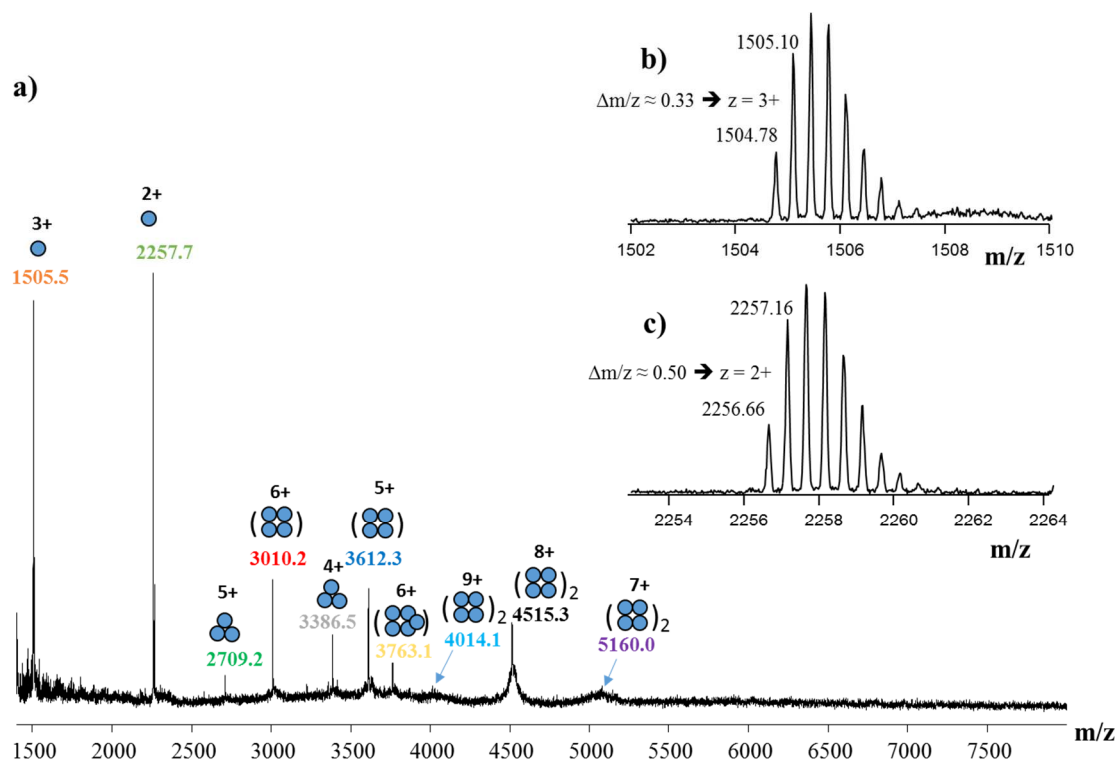 a)
3+
1505.5
2+
2257.7
5+
2709.2
6+
( )
3010.2
4+
3386.5
5+
( )
3612.3
6+
( )
3763.1
9+
( )2
4014.1
8+
( )2
4515.3
7+
( )2
5160.0
1500 2000 2500 3000 3500 4000 4500 5000 5500 6000 6500 7000 7500
m/z
b)
1505.10
Δm/z ≈ 0.33 ➔ z = 3+
1504.78
1502 1504 1506 1508 1510
m/z
c)
2257.16
Δm/z ≈ 0.50 ➔ z = 2+
2256.66
2254 2256 2258 2260 2262 2264
m/z